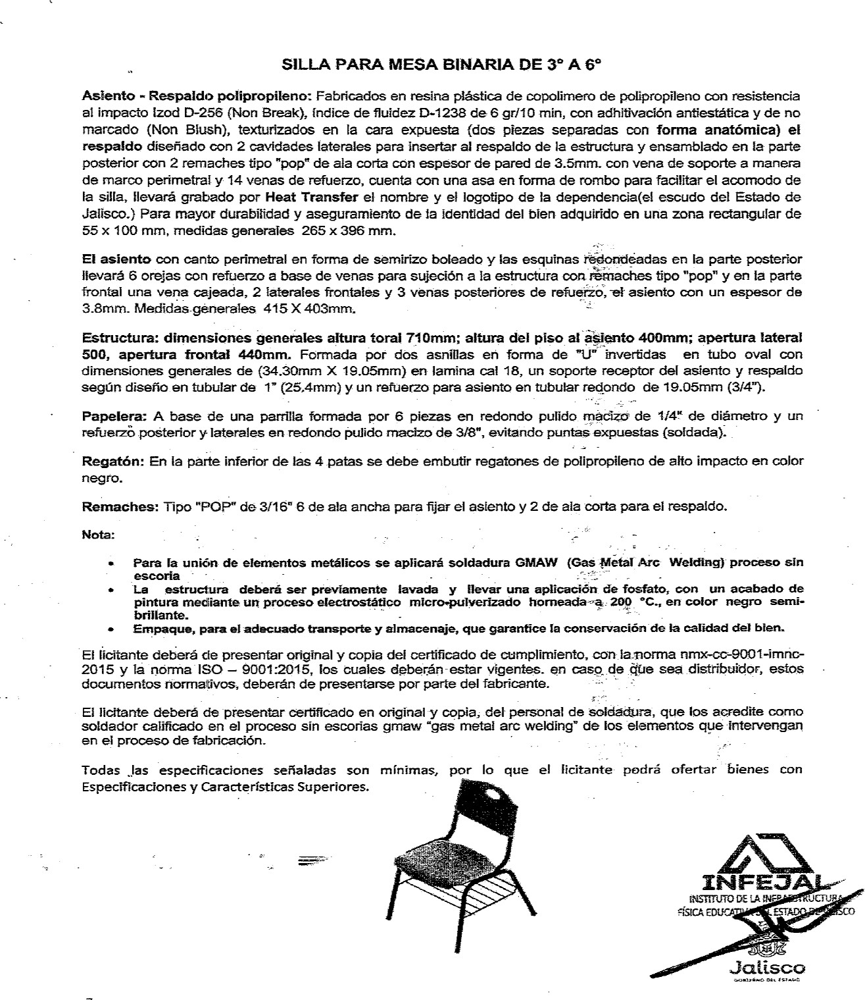 SILLA PARA MESA BINARIA DE 3º A 6º
Asiento - Respaldo polipropileno: Fabricados en resina plástica de copolimero de polipropileno con resistencia
al impacto Izod D-256 (Non Break), índice de fluidez D-1238 de 6 gr/10 min, con adhitivación antiestática y de no
marcado (Non Blush), texturizados en la cara expuesta (dos piezas separadas con forma anatómica) el
respaldo diseñado con 2 cavidades laterales para insertar al respaldo de la estructura y ensamblado en la parte
posterior con 2 remaches tipo "pop" de ala corta con espesor de pared de 3.5mm. con vena de soporte a manera
de marco perimetral y 14 venas de refuerzo, cuenta con una asa en forma de rombo para facilitar el acomodo de
la silla, llevará grabado por Heat Transfer el nombre y el logotipo de la dependencia(el escudo del Estado de
Jalisco.) Para mayor durabilidad y aseguramiento de la identidad del bien adquirido en una zona rectangular de
55 x 100 mm, medidas generales 265 x 396 mm.
El asiento con canto perimetral en forma de semirizo boleado y las esquinas redondeadas en la parte posterior
llevará 6 orejas con refuerzo a base de venas para sujeción a la estructura con remaches tipo "pop" y en la parte
frontal una vena cajeada, 2 laterales frontales y 3 venas posteriores de refuerzo, el asiento con un espesor de
3.8mm. Medidas generales 415 X 403mm.
Estructura: dimensiones generales altura toral 710mm; altura del piso al asiento 400mm; apertura lateral
500, apertura frontal 440mm. Formada por dos asnillas en forma de "U" invertidas en tubo oval con
dimensiones generales de (34.30mm X 19.05mm) en lamina cal 18, un soporte receptor del asiento y respaldo
según diseño en tubular de 1" (25.4mm) y un refuerzo para asiento en tubular redondo de 19.05mm (3/4").
Papelera: A base de una parrilla formada por 6 piezas en redondo pulido macizo de 1/4" de diámetro y un
refuerzo posterior y laterales en redondo pulido macizo de 3/8", evitando puntas expuestas (soldada).
Regatón: En la parte inferior de las 4 patas se debe embutir regatones de polipropileno de alto impacto en color
negro.
Remaches: Tipo "POP" de 3/16" 6 de ala ancha para fijar el asiento y 2 de ala corta para el respaldo.
Nota:
• Para la unión de elementos metálicos se aplicará soldadura GMAW (Gas Metal Arc Welding) proceso sin
escoria
• La estructura deberá ser previamente lavada y llevar una aplicación de fosfato, con un acabado de
pintura mediante un proceso electrostático micro-pulverizado horneada a 200 °C., en color negro semi-
brillante.
• Empaque, para el adecuado transporte y almacenaje, que garantice la conservación de la calidad del bien.
El licitante deberá de presentar original y copia del certificado de cumplimiento, con la norma nmx-cc-9001-imnc-
2015 y la norma ISO – 9001:2015, los cuales deberán estar vigentes. en caso de que sea distribuidor, estos
documentos normativos, deberán de presentarse por parte del fabricante.
El licitante deberá de presentar certificado en original y copia, del personal de soldadura, que los acredite como
soldador calificado en el proceso sin escorias gmaw "gas metal arc welding" de los elementos que intervengan
en el proceso de fabricación.
Todas las especificaciones señaladas son mínimas, por lo que el licitante podrá ofertar bienes con
Especificaciones y Características Superiores.
INFEJAL
INSTITUTO DE LA INFRAESTRUCTURA
FÍSICA EDUCATIVA DEL ESTADO DE JALISCO
Jalisco
GOBIERNO DEL ESTADO